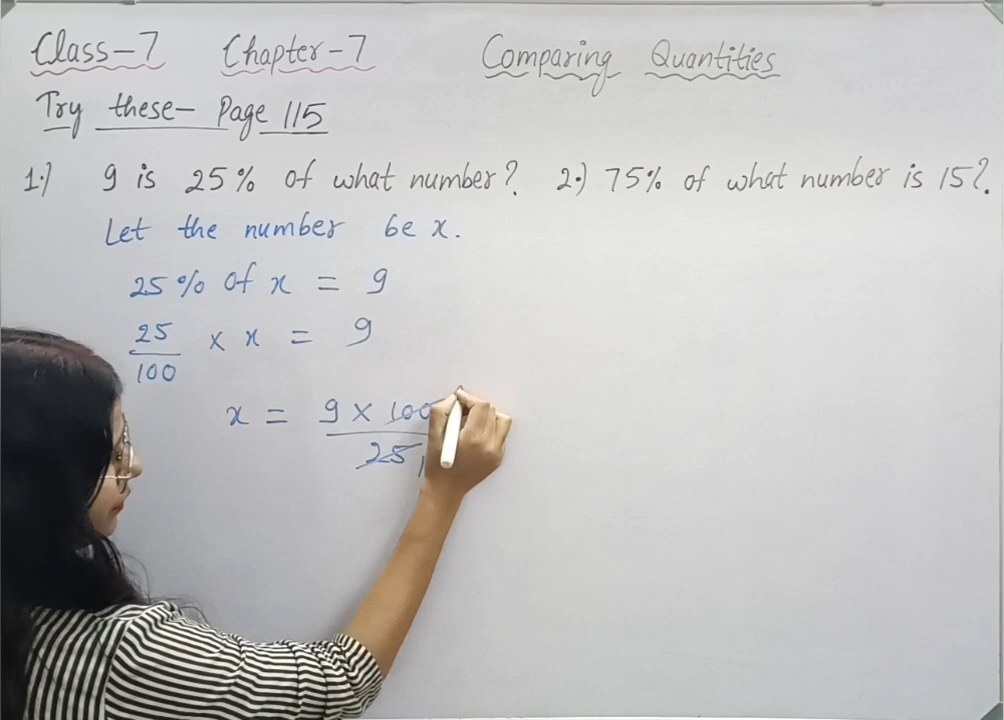 Class-7 Chapter-7 Comparing Quantities
Try these- Page 115
1.) 9 is 25% of what number? 2.) 75% of what number is 15?.
Let the number be x.
25% of x = 9
25/100 × x = 9
x = 9 × 100/25 1